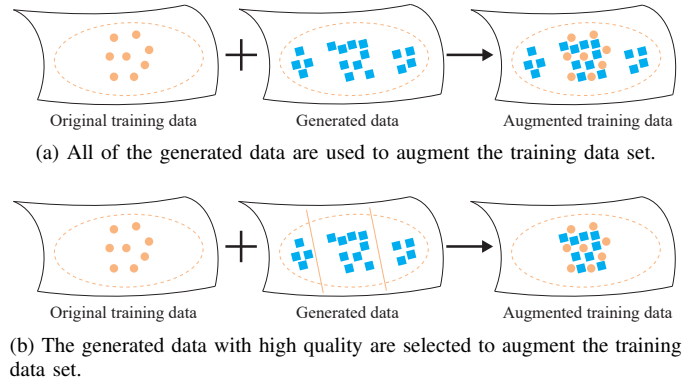 Original training data
Generated data
Augmented training data
(a) All of the generated data are used to augment the training data set.
Original training data
Generated data
Augmented training data
(b) The generated data with high quality are selected to augment the training
data set.